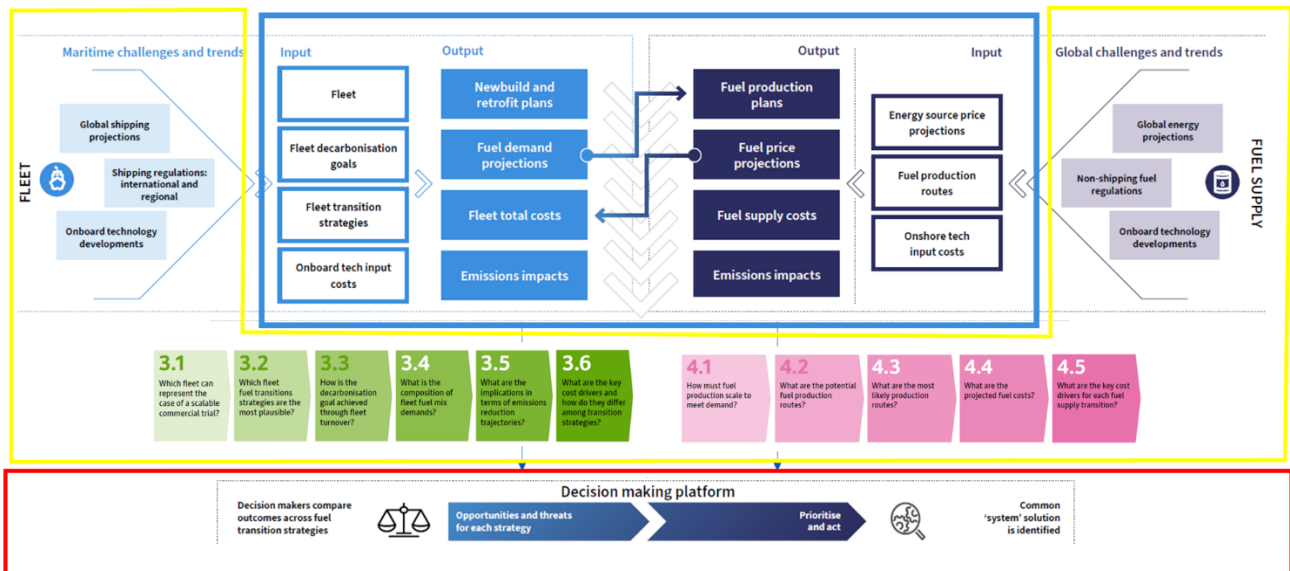 Maritime challenges and trends
FLEET
Global shipping
projections
Shipping regulations:
international and
regional
Onboard technology
developments
Input
Fleet
Fleet decarbonisation
goals
Fleet transition
strategies
Onboard tech input
costs
Output
Newbuild and
retrofit plans
Fuel demand
projections
Fleet total costs
Emissions impacts
Output
Fuel production
plans
Fuel price
projections
Fuel supply costs
Emissions impacts
Input
Energy source price
projections
Fuel production
routes
Onshore tech
input costs
Global challenges and trends
Global energy
projections
Non-shipping fuel
regulations
Onboard technology
developments
FUEL SUPPLY
3.1
Which fleet can
represent the
case of a scalable
commercial trial?
3.2
Which fleet
fuel transitions
strategies are the
most plausible?
3.3
How is the
decarbonisation
goal achieved
through fleet
turnover?
3.4
What is the
composition of
fleet fuel mix
demands?
3.5
What are the
implications in
terms of emissions
reduction
trajectories?
3.6
What are the key
cost drivers and
how do they differ
among transition
strategies?
4.1
How must fuel
production scale to
meet demand?
4.2
What are the potential
fuel production
routes?
4.3
What are the most
likely production
routes?
4.4
What are the
projected fuel costs?
4.5
What are the key cost
drivers for each fuel
supply transition?
Decision making platform
Decision makers compare
outcomes across fuel
transition strategies
Opportunities and threats
for each strategy
Prioritise
and act
Common
'system' solution
is identified